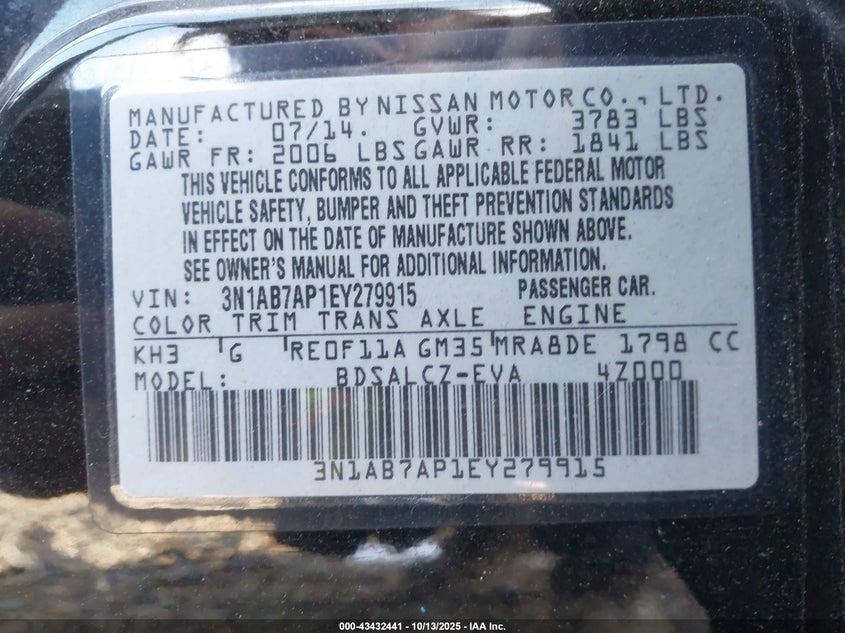 MANUFACTURED BY NISSAN MOTOR CO., LTD.
DATE: 07/14. GVWR: 3783 LBS
GAWR FR: 2006 LBS GAWR RR: 1841 LBS
THIS VEHICLE CONFORMS TO ALL APPLICABLE FEDERAL MOTOR
VEHICLE SAFETY, BUMPER AND THEFT PREVENTION STANDARDS
IN EFFECT ON THE DATE OF MANUFACTURE SHOWN ABOVE.
SEE OWNER'S MANUAL FOR ADDITIONAL INFORMATION.
VIN: 3N1AB7AP1EY279915 PASSENGER CAR.
COLOR TRIM TRANS AXLE ENGINE
KH3 G RE0F11A GM35 MRA8DE 1798 CC
MODEL: BDSALCZ-EVA 4Z000
3N1AB7AP1EY279915
000-43432441 | 10/13/2025 - IAA Inc.